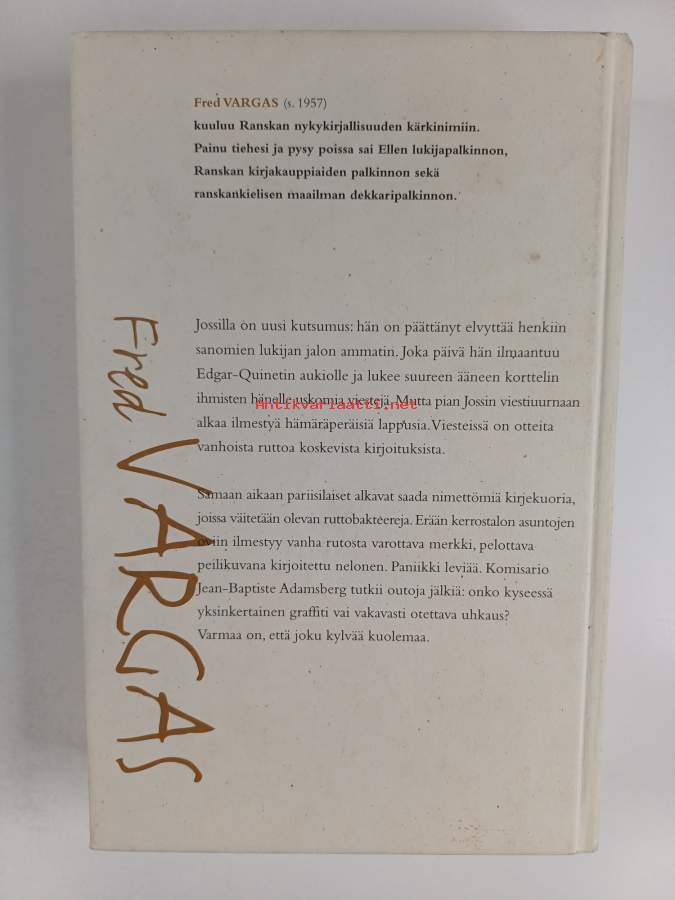 Fred VARGAS (s. 1957)
kuuluu Ranskan nykykirjallisuuden kärkinimiin.
Painu tiehesi ja pysy poissa sai Ellen lukijapalkinnon,
Ranskan kirjakauppiaiden palkinnon sekä
ranskankielisen maailman dekkaripalkinnon.
Jossilla on uusi kutsumus: hän on päättänyt elvyttää henkiin
sanomien lukijan jalon ammatin. Joka päivä hän ilmaantuu
Edgar-Quinetin aukiolle ja lukee suureen ääneen korttelin
ihmisten hänelle uskomia viestejä. Mutta pian Jossin viestiuurnaan
Antikvariaatti.net
alkaa ilmestyä hämäräperäisiä lappusia. Viesteissä on otteita
vanhoista ruttoa koskevista kirjoituksista.
Samaan aikaan pariisilaiset alkavat saada nimettömiä kirjekuoria,
joissa väitetään olevan ruttobakteereja. Erään kerrostalon asuntojen
oviin ilmestyy vanha rutosta varottava merkki, pelottava
peilikuvana kirjoitettu nelonen. Paniikki leviää. Komisario
Jean-Baptiste Adamsberg tutkii outoja jälkiä: onko kyseessä
yksinkertainen graffiti vai vakavasti otettava uhkaus?
Varmaa on, että joku kylvää kuolemaa.
Fred VARGAS